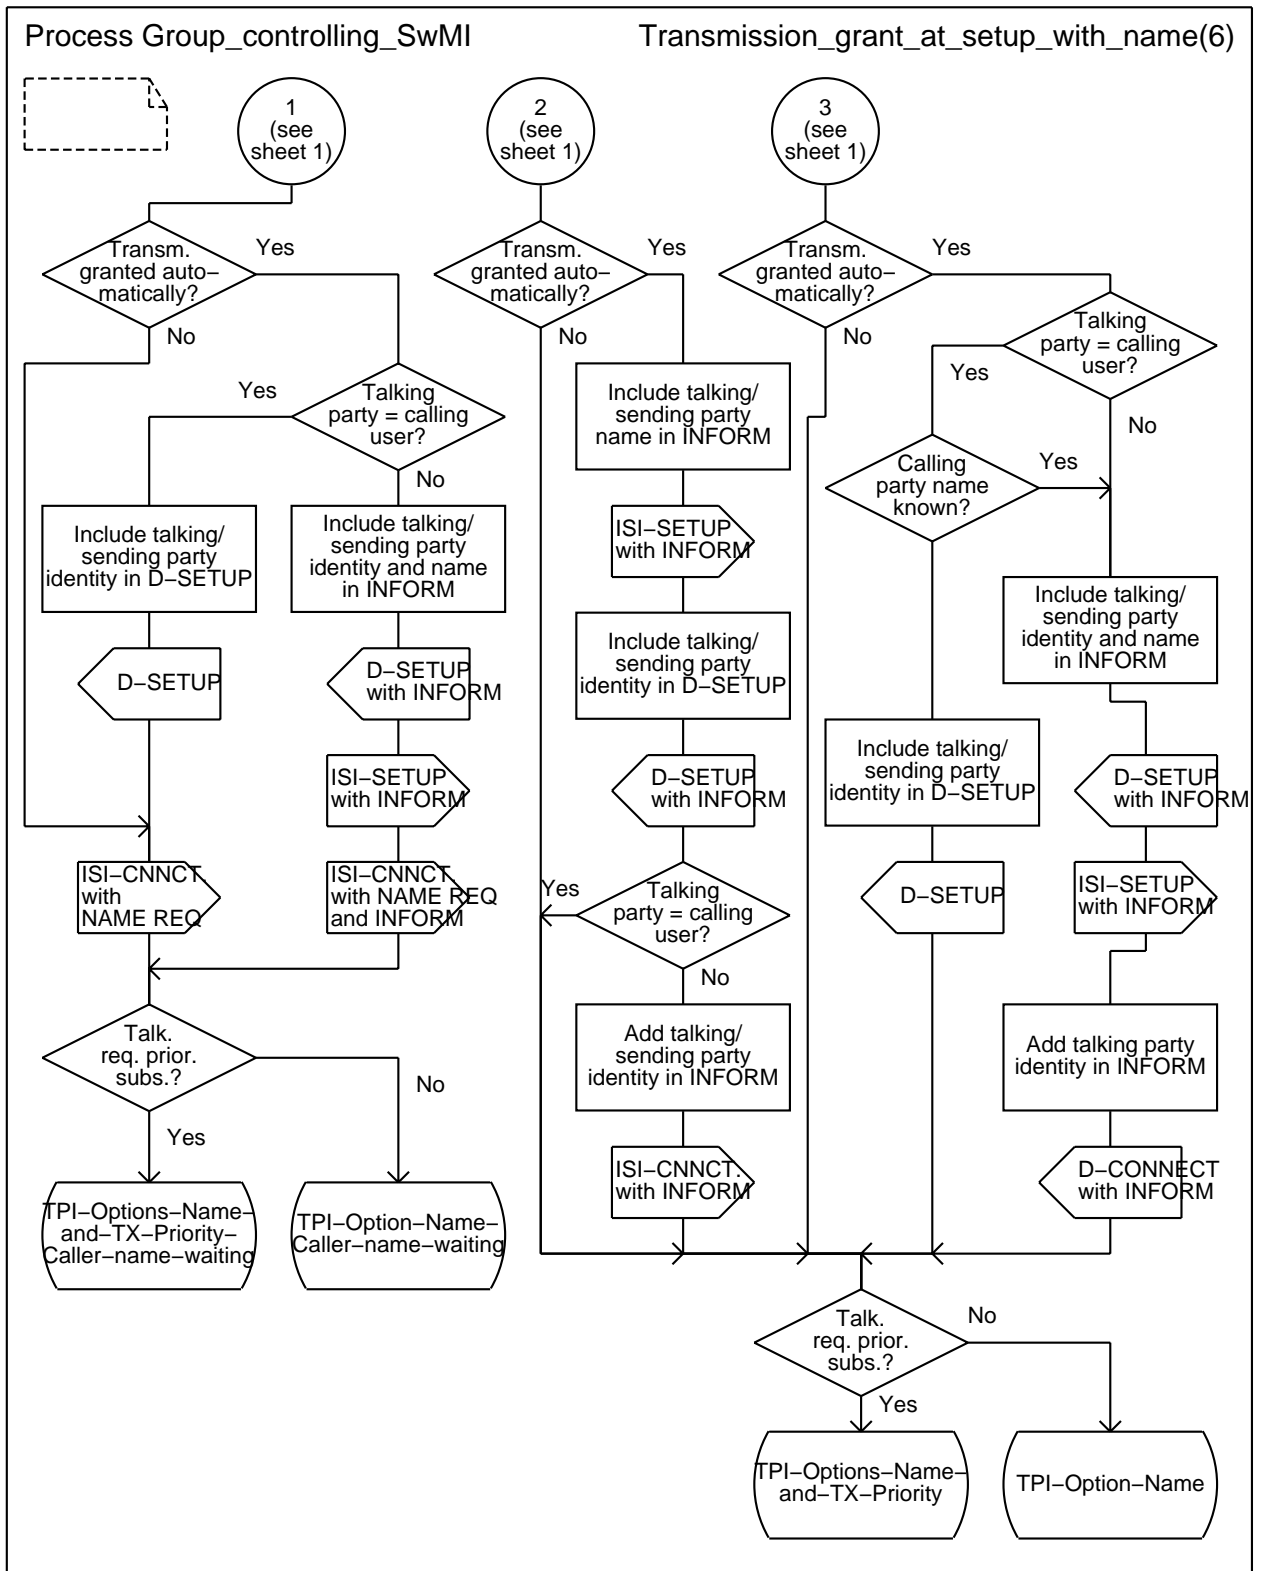 Process Group_controlling_SwMI
Transmission_grant_at_setup_with_name(6)
1
(see
sheet 1)
2
(see
sheet 1)
3
(see
sheet 1)
Transm.
granted auto–
matically?
Yes
No
Transm.
granted auto–
matically?
Yes
No
Transm.
granted auto–
matically?
Yes
No
Talking
party = calling
user?
Yes
No
Talking
party = calling
user?
Yes
No
Include talking/
sending party
name in INFORM
Calling
party name
known?
Yes
Include talking/
sending party
identity in D–SETUP
Include talking/
sending party
identity and name
in INFORM
ISI–SETUP
with INFORM
Include talking/
sending party
identity and name
in INFORM
Include talking/
sending party
identity in D–SETUP
D–SETUP
D–SETUP
with INFORM
Include talking/
sending party
identity in D–SETUP
ISI–SETUP
with INFORM
D–SETUP
with INFORM
D–SETUP
with INFORM
ISI–CNNCT.
with
NAME REQ
ISI–CNNCT.
with NAME REQ
and INFORM
Yes
Talking
party = calling
user?
No
D–SETUP
ISI–SETUP
with INFORM
Talk.
req. prior.
subs.?
No
Yes
Add talking/
sending party
identity in INFORM
Add talking party
identity in INFORM
ISI–CNNCT.
with INFORM
D–CONNECT
with INFORM
TPI–Options–Name–
and–TX–Priority–
Caller–name–waiting
TPI–Option–Name–
Caller–name–waiting
Talk.
req. prior.
subs.?
No
Yes
TPI–Options–Name–
and–TX–Priority
TPI–Option–Name